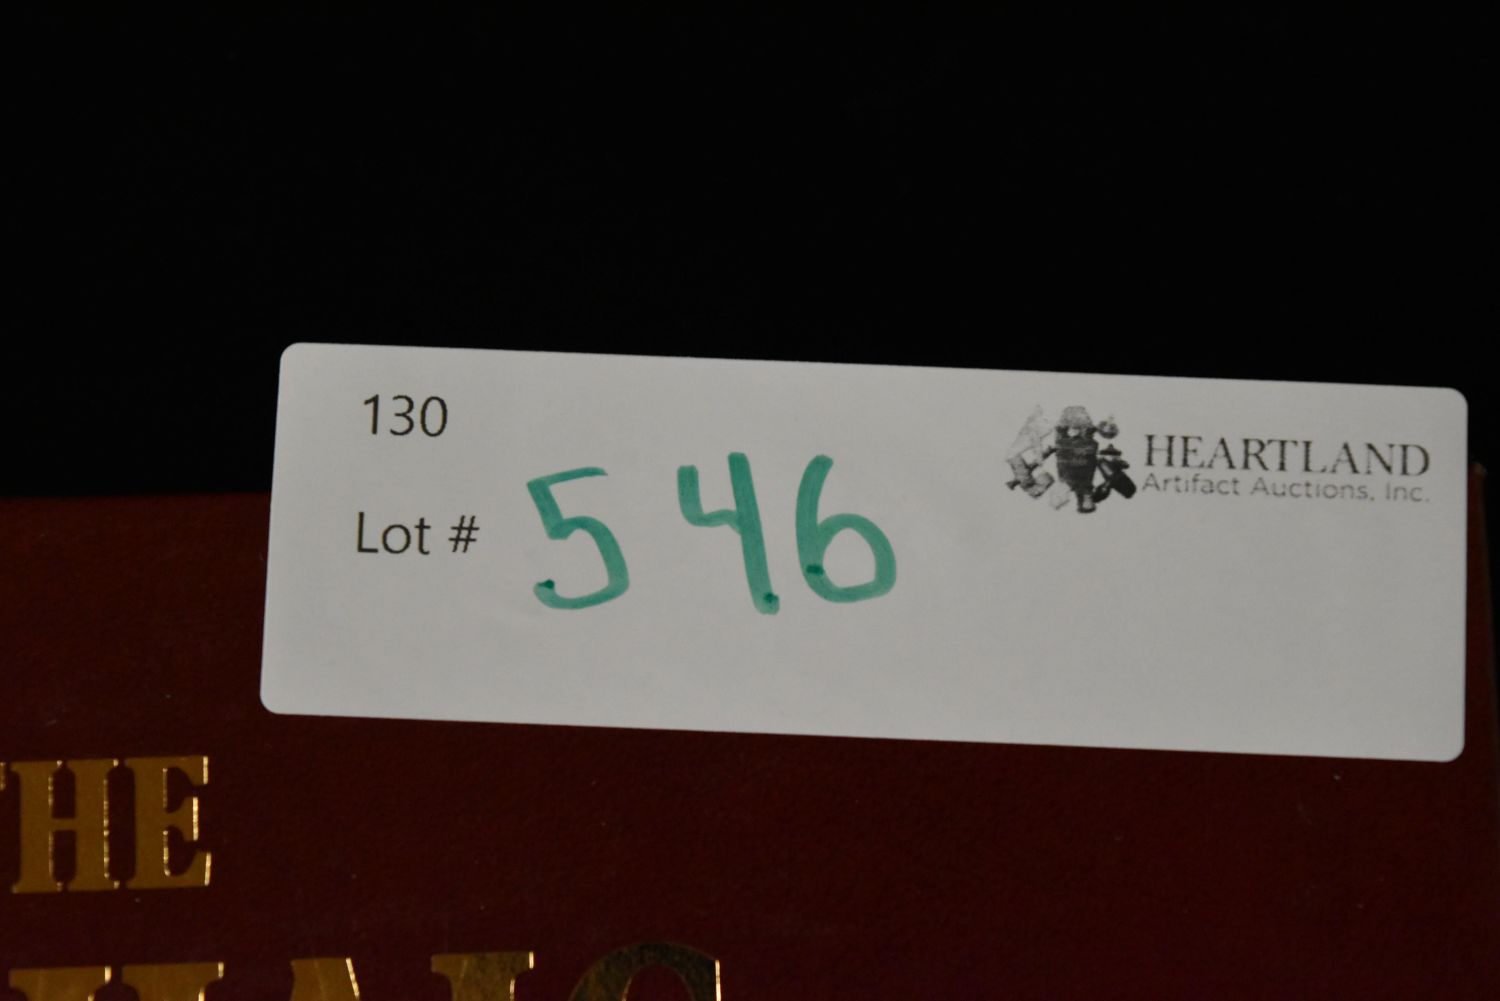 130
HEARTLAND
Artifact Auctions, Inc.
Lot # 546
THE